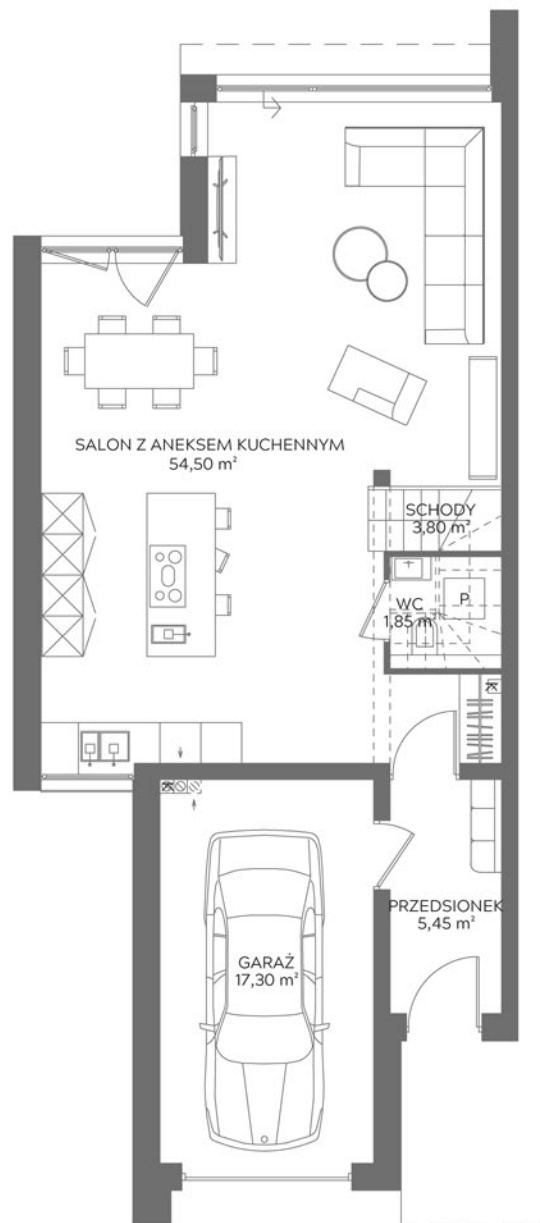 SALON Z ANEKSEM KUCHENNYM
54,50 m²
SCHODY
3,80 m²
WC
1,85 m²
P
PRZEDSIONEK
5,45 m²
GARAŻ
17,30 m²